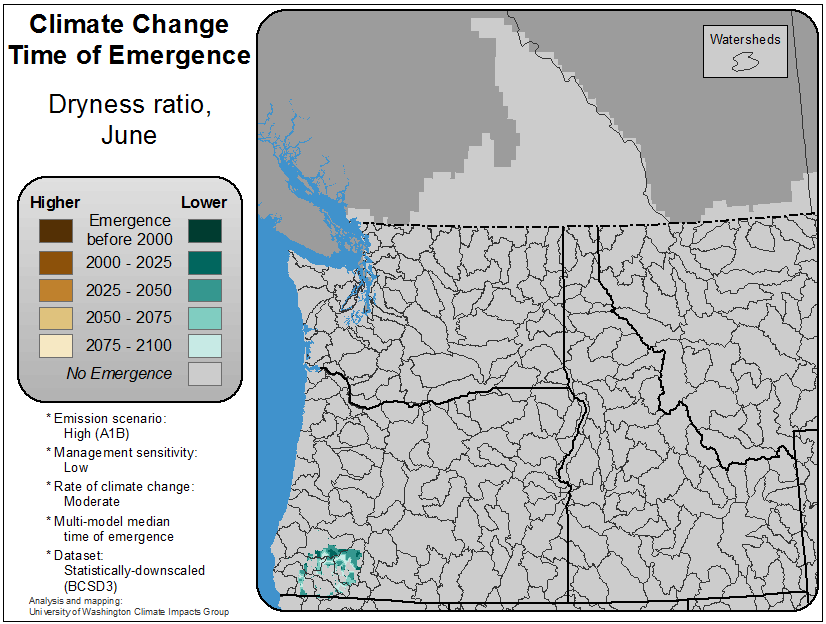 Climate Change
Time of Emergence
Dryness ratio,
June
Higher
Lower
Emergence
before 2000
2000 - 2025
2025 - 2050
2050 - 2075
2075 - 2100
No Emergence
* Emission scenario:
High (A1B)
* Management sensitivity:
Low
* Rate of climate change:
Moderate
* Multi-model median
time of emergence
* Dataset:
Statistically-downscaled
(BCSD3)
Analysis and mapping:
University of Washington Climate Impacts Group
Watersheds